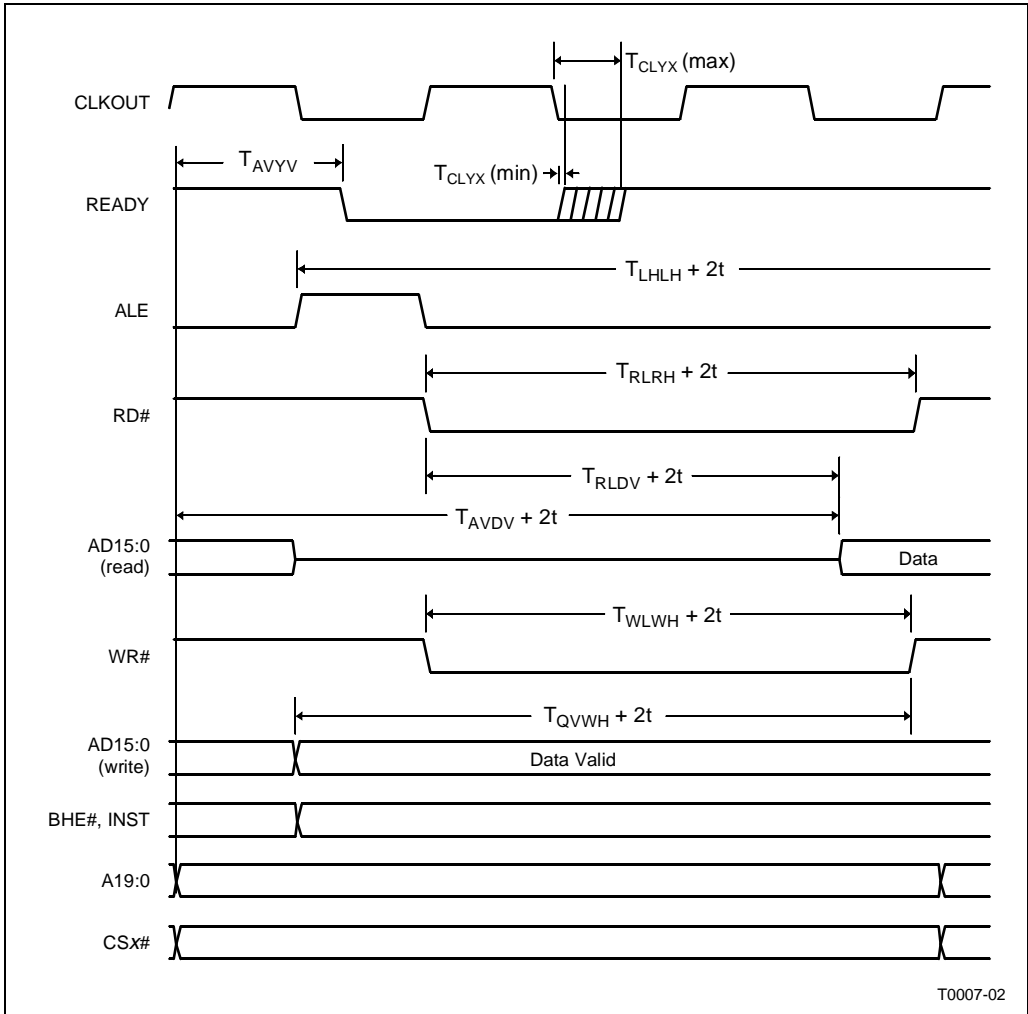 T_CLYX (max)
CLKOUT
T_AVYV
T_CLYX (min)
READY
T_LHLH + 2t
ALE
T_RLRH + 2t
RD#
T_RLDV + 2t
T_AVDV + 2t
AD15:0
(read)
Data
T_WLWH + 2t
WR#
T_QVWH + 2t
AD15:0
(write)
Data Valid
BHE#, INST
A19:0
CSx#
T0007-02